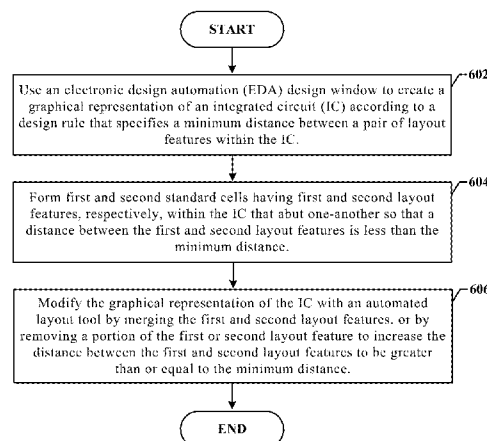 START
602
Use an electronic design automation (EDA) design window to create a
graphical representation of an integrated circuit (IC) according to a
design rule that specifies a minimum distance between a pair of layout
features within the IC.
604
Form first and second standard cells having first and second layout
features, respectively, within the IC that abut one-another so that a
distance between the first and second layout features is less than the
minimum distance.
606
Modify the graphical representation of the IC with an automated
layout tool by merging the first and second layout features, or by
removing a portion of the first or second layout feature to increase the
distance between the first and second layout features to be greater
than or equal to the minimum distance.
END